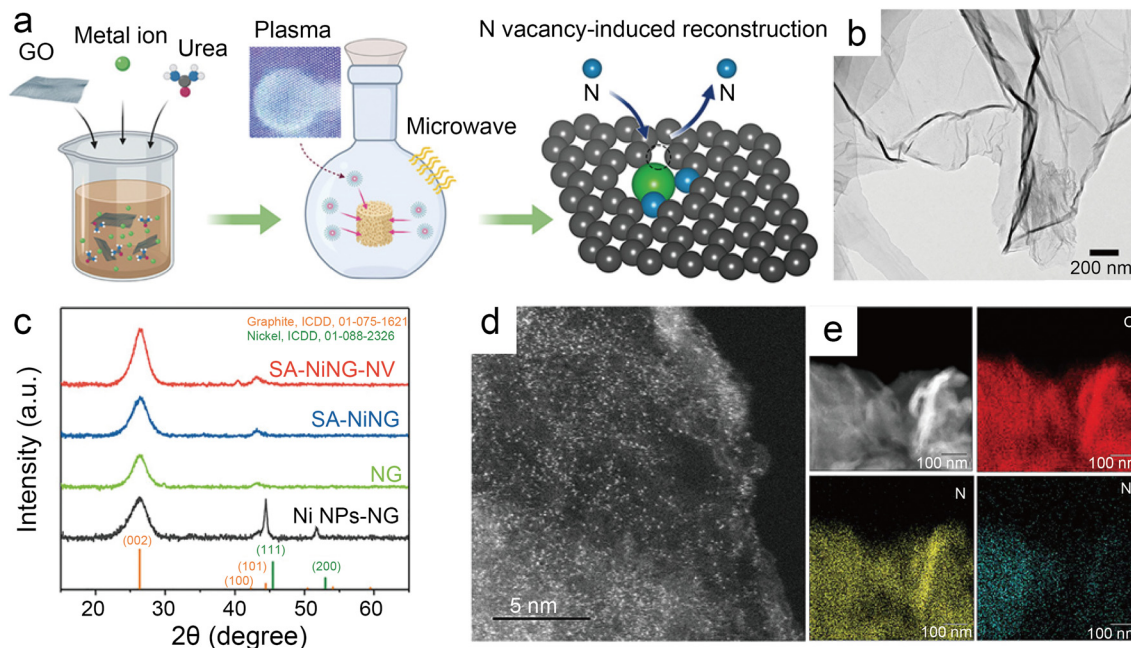 a
GO
Metal ion
Urea
Plasma
Microwave
N vacancy-induced reconstruction
N
N
b
200 nm
c
Intensity (a.u.)
Graphite, ICDD, 01-075-1621
Nickel, ICDD, 01-088-2326
SA-NiNG-NV
SA-NiNG
NG
Ni NPs-NG
(002)
(100)
(101)
(111)
(200)
20
30
40
50
60
2θ (degree)
d
5 nm
e
100 nm
100 nm
N
100 nm
100 nm